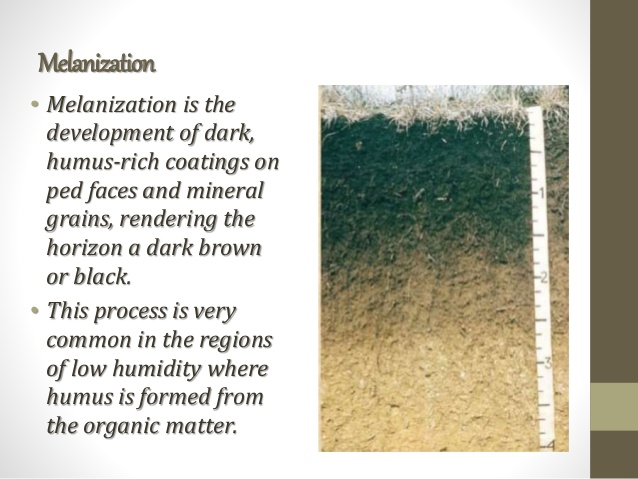 Melanization
• Melanization is the
development of dark,
humus-rich coatings on
ped faces and mineral
grains, rendering the
horizon a dark brown
or black.
• This process is very
common in the regions
of low humidity where
humus is formed from
the organic matter.
1
2
3
4